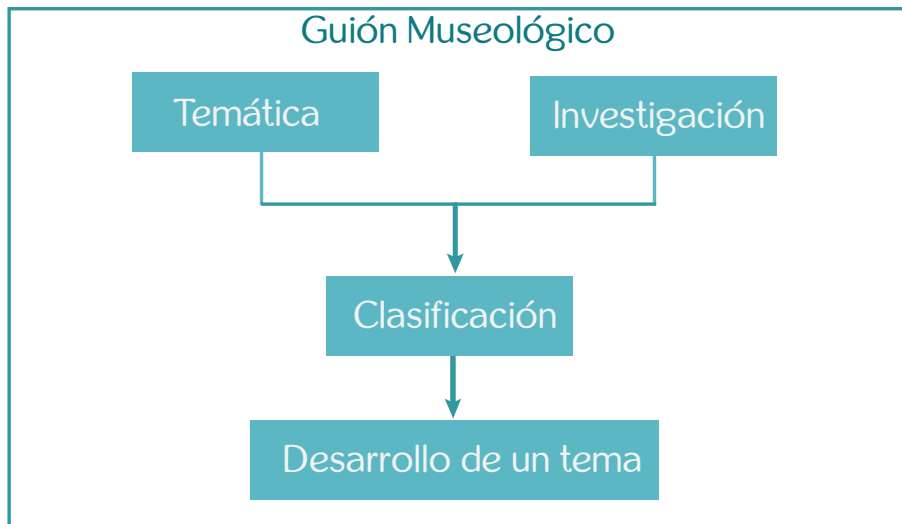 Guión Museológico
Temática
Investigación
Clasificación
Desarrollo de un tema